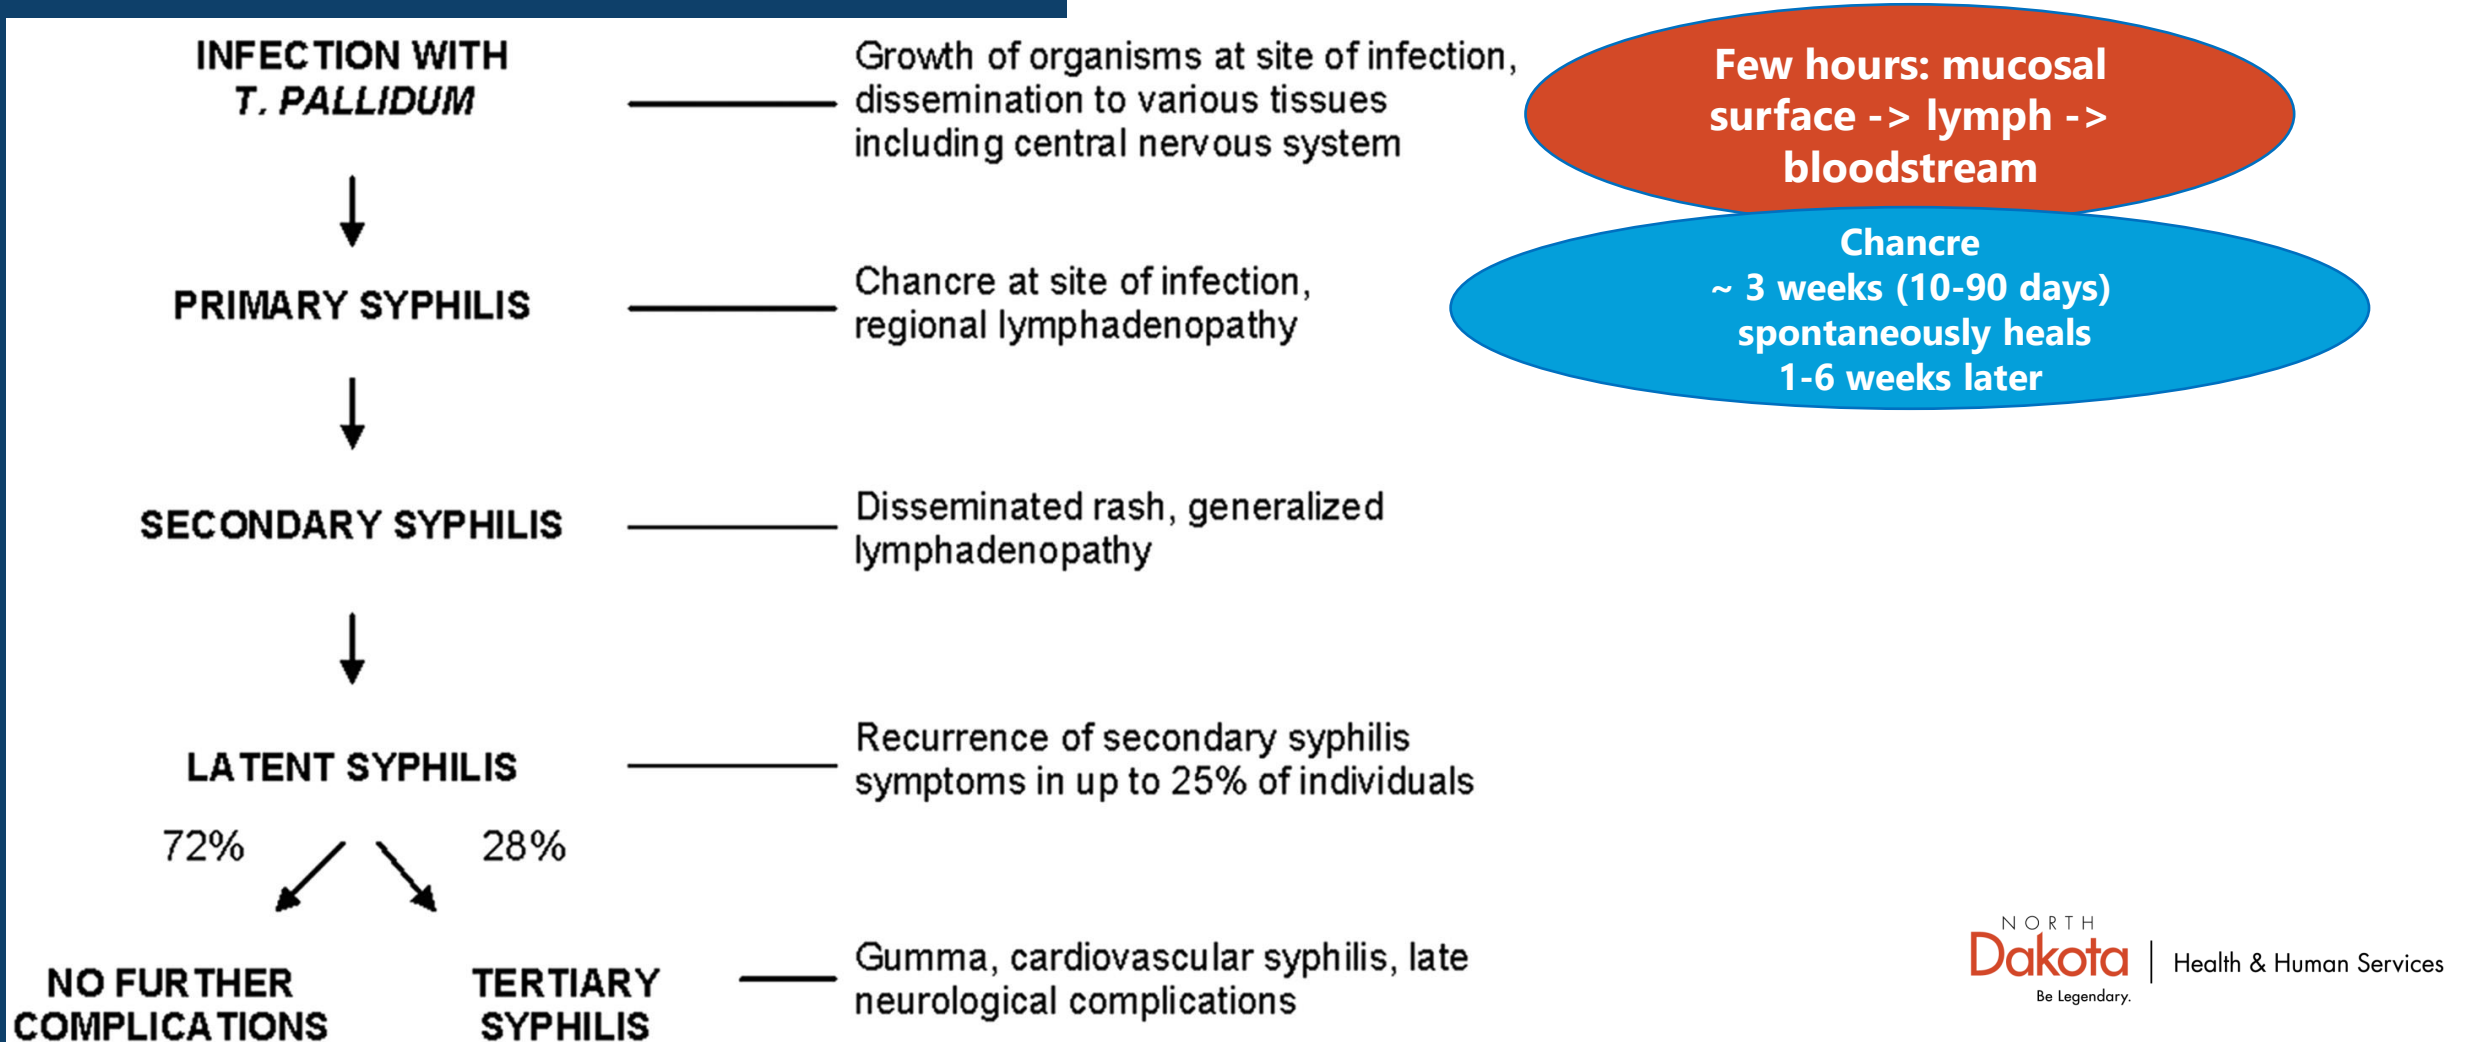 INFECTION WITH
T. PALLIDUM
Growth of organisms at site of infection,
dissemination to various tissues
including central nervous system
Few hours: mucosal
surface -> lymph ->
bloodstream
PRIMARY SYPHILIS
Chancre at site of infection,
regional lymphadenopathy
Chancre
~ 3 weeks (10-90 days)
spontaneously heals
1-6 weeks later
SECONDARY SYPHILIS
Disseminated rash, generalized
lymphadenopathy
LATENT SYPHILIS
Recurrence of secondary syphilis
symptoms in up to 25% of individuals
72%
28%
NO FURTHER
COMPLICATIONS
TERTIARY
SYPHILIS
Gumma, cardiovascular syphilis, late
neurological complications
NORTH
Dakota
Be Legendary.
Health & Human Services